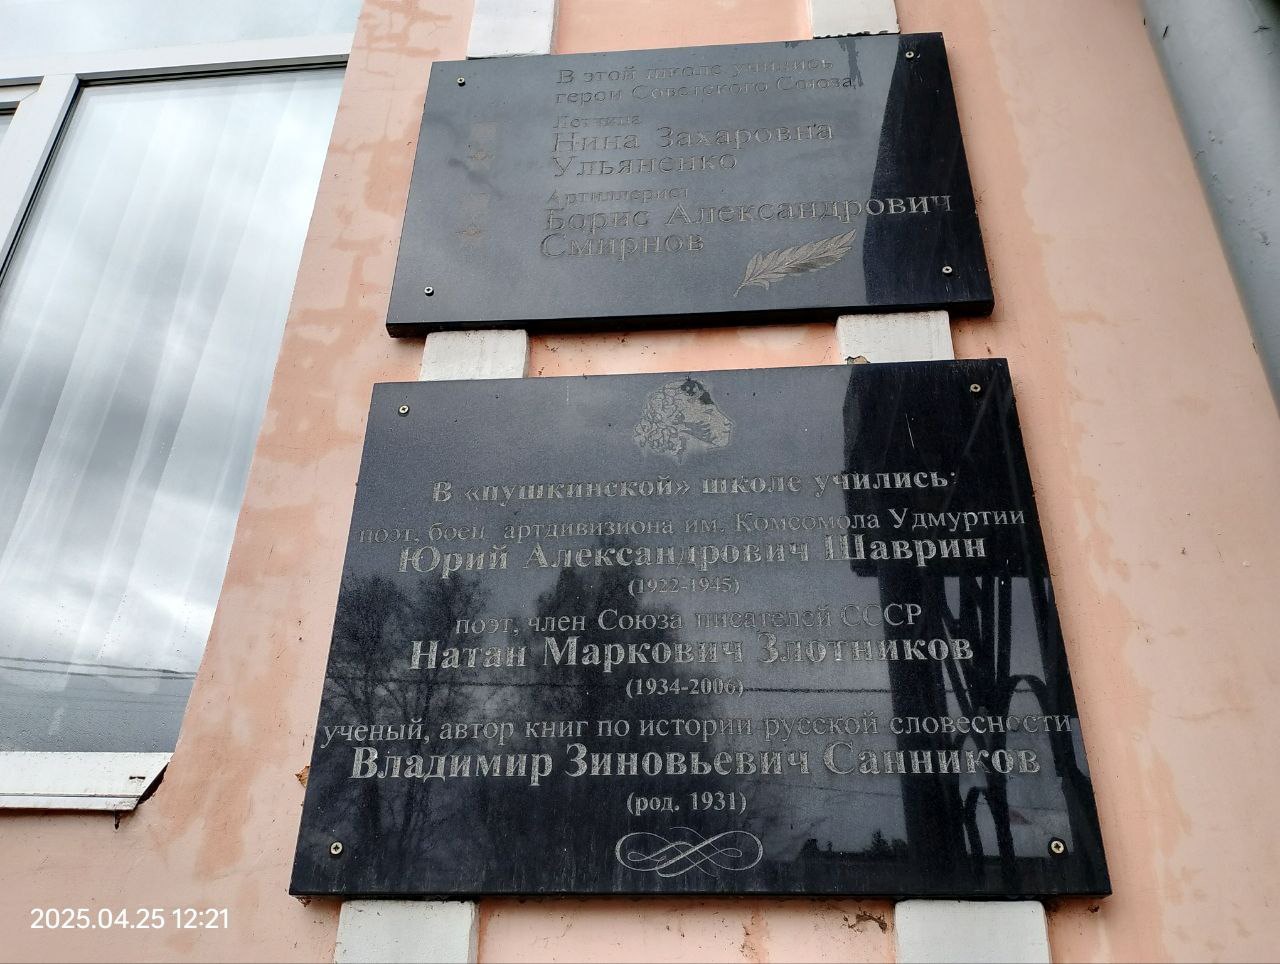 В этой школе учились
герои Советского Союза
Летчица
Нина Захаровна
Ульяненко
Артиллерист
Борис Александрович
Смирнов
В «пушкинской» школе учились:
поэт, боец артдивизиона им. Комсомола Удмуртии
Юрий Александрович Шаврин
(1922-1945)
поэт, член Союза писателей СССР
Натан Маркович Злотников
(1934-2006)
ученый, автор книг по истории русской словесности
Владимир Зиновьевич Санников
(род. 1931)
2025.04.25 12:21